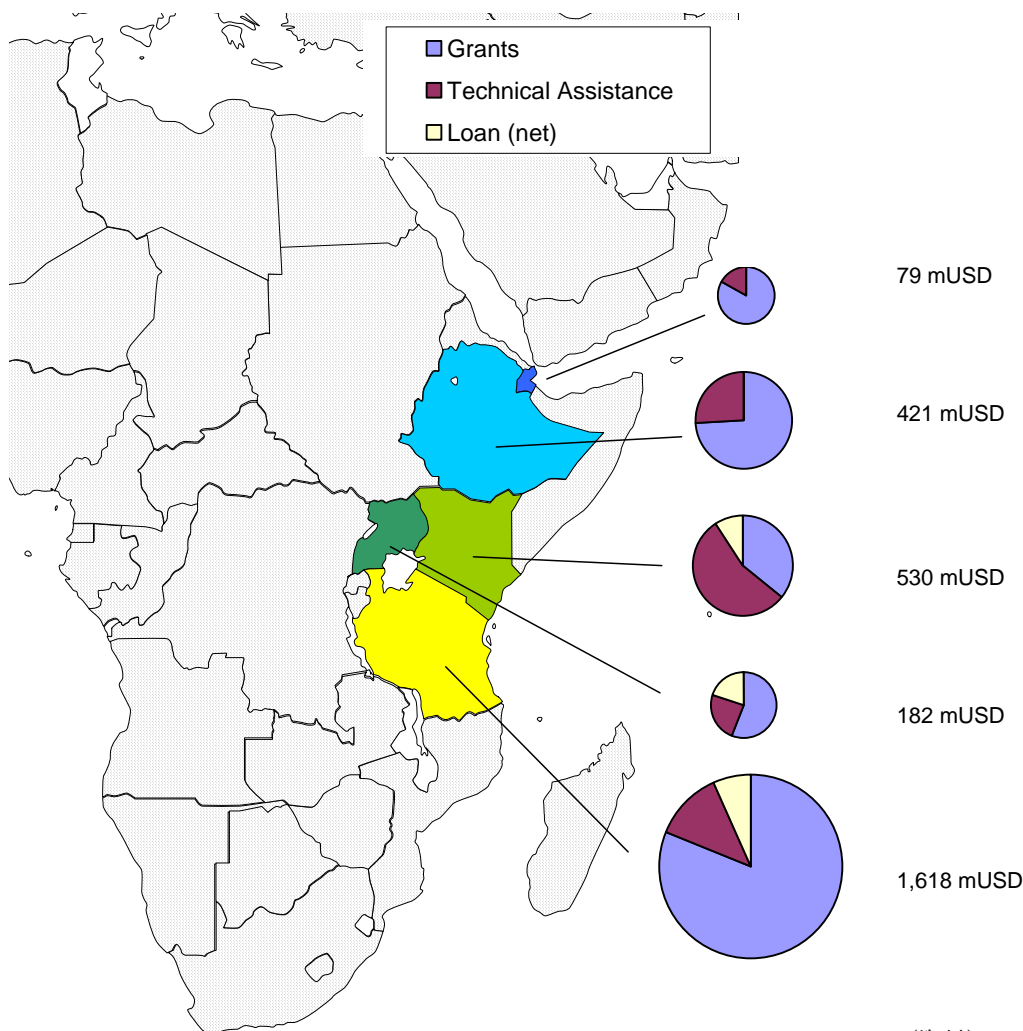 Grants
Technical Assistance
Loan (net)
79 mUSD
421 mUSD
530 mUSD
182 mUSD
1,618 mUSD